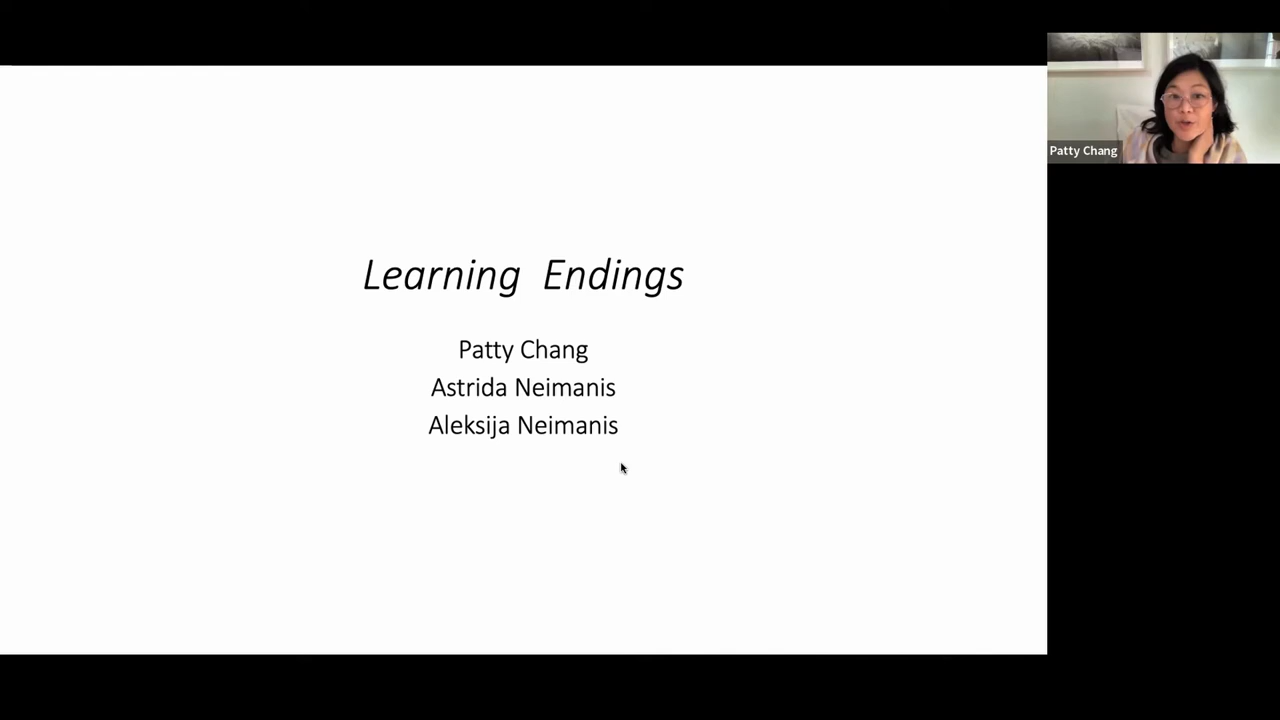 Learning Endings
Patty Chang
Astrida Neimanis
Aleksija Neimanis
Patty Chang